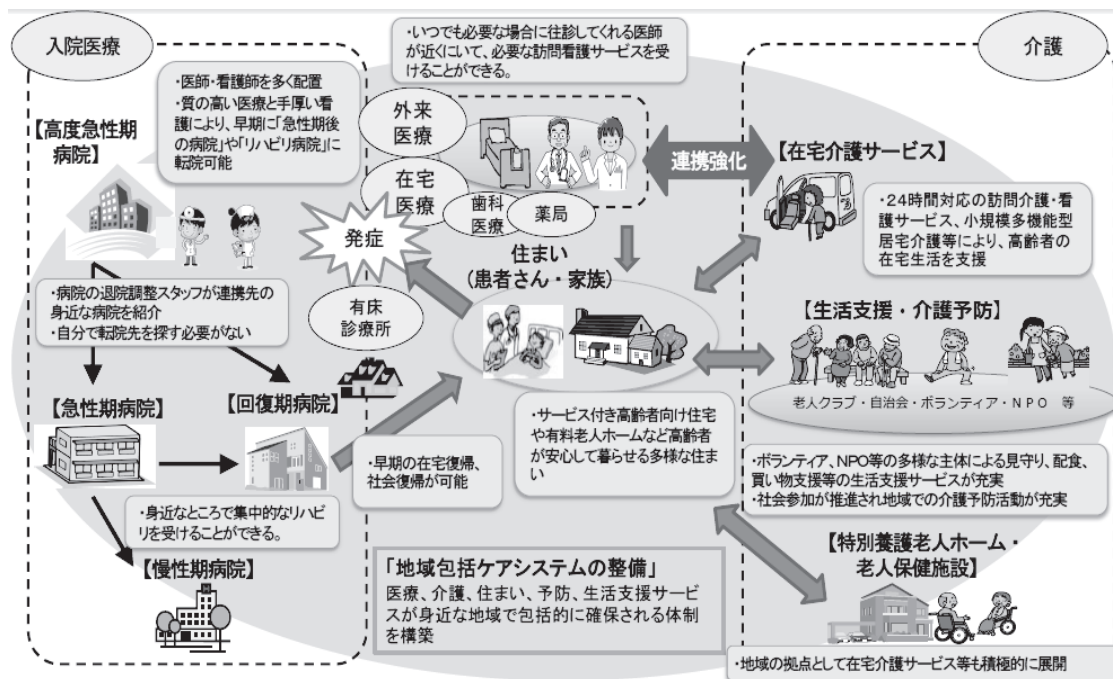 入院医療
・医師・看護師を多く配置
・質の高い医療と手厚い看
護により、早期に「急性期後
の病院」や「リハビリ病院」に
転院可能
【高度急性期
病院】
・病院の退院調整スタッフが連携先の
身近な病院を紹介
・自分で転院先を探す必要がない
【急性期病院】
【回復期病院】
・身近なところで集中的なリハビ
リを受けることができる。
【慢性期病院】
・いつでも必要な場合に往診してくれる医師
が近くにいて、必要な訪問看護サービスを受
けることができる。
外来
医療
在宅
医療
歯科
医療
薬局
発症
有床
診療所
住まい
(患者さん・家族)
・早期の在宅復帰、
社会復帰が可能
・サービス付き高齢者向け住宅
や有料老人ホームなど高齢者
が安心して暮らせる多様な住ま
い
「地域包括ケアシステムの整備」
医療、介護、住まい、予防、生活支援サービ
スが身近な地域で包括的に確保される体制
を構築
連携強化
介護
【在宅介護サービス】
・24時間対応の訪問介護・看
護サービス、小規模多機能型
居宅介護等により、高齢者の
在宅生活を支援
【生活支援・介護予防】
老人クラブ・自治会・ボランティア・NPO 等
・ボランティア、NPO等の多様な主体による見守り、配食、
買い物支援等の生活支援サービスが充実
・社会参加が推進され地域での介護予防活動が充実
【特別養護老人ホーム・
老人保健施設】
・地域の拠点として在宅介護サービス等も積極的に展開